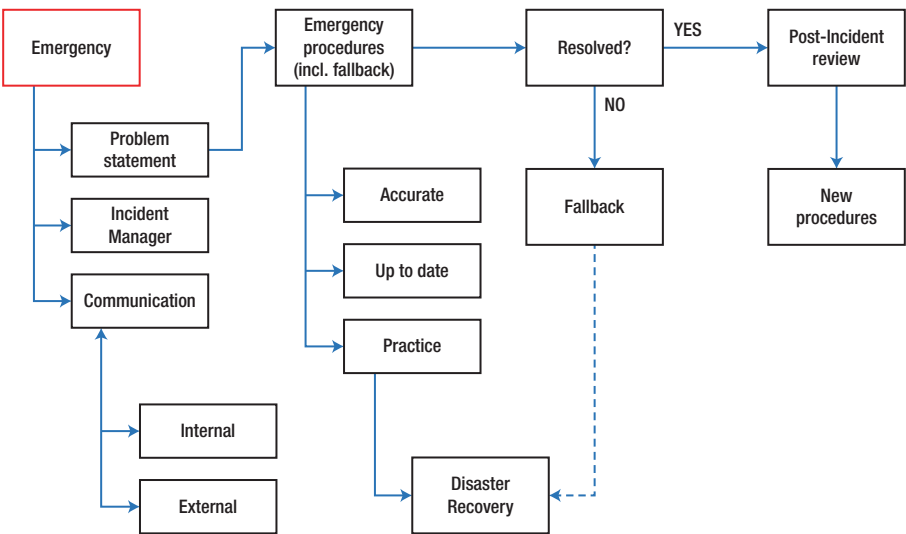 Emergency
Emergency
procedures
(incl. fallback)
Resolved?
YES
Post-Incident
review
NO
Problem
statement
Incident
Manager
Communication
Accurate
Up to date
Practice
Fallback
New
procedures
Internal
External
Disaster
Recovery